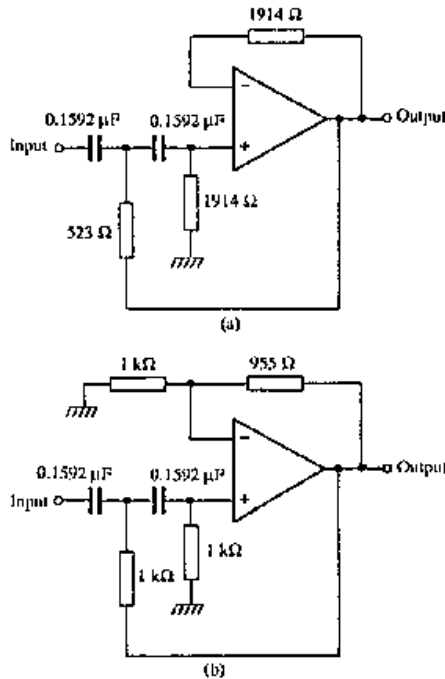 1914 Ω
0.1592 μF 0.1592 μF
Input
Output
1914 Ω
523 Ω
(a)
1 kΩ 955 Ω
0.1592 μF 0.1592 μF
Input
Output
1 kΩ
1 kΩ
(b)